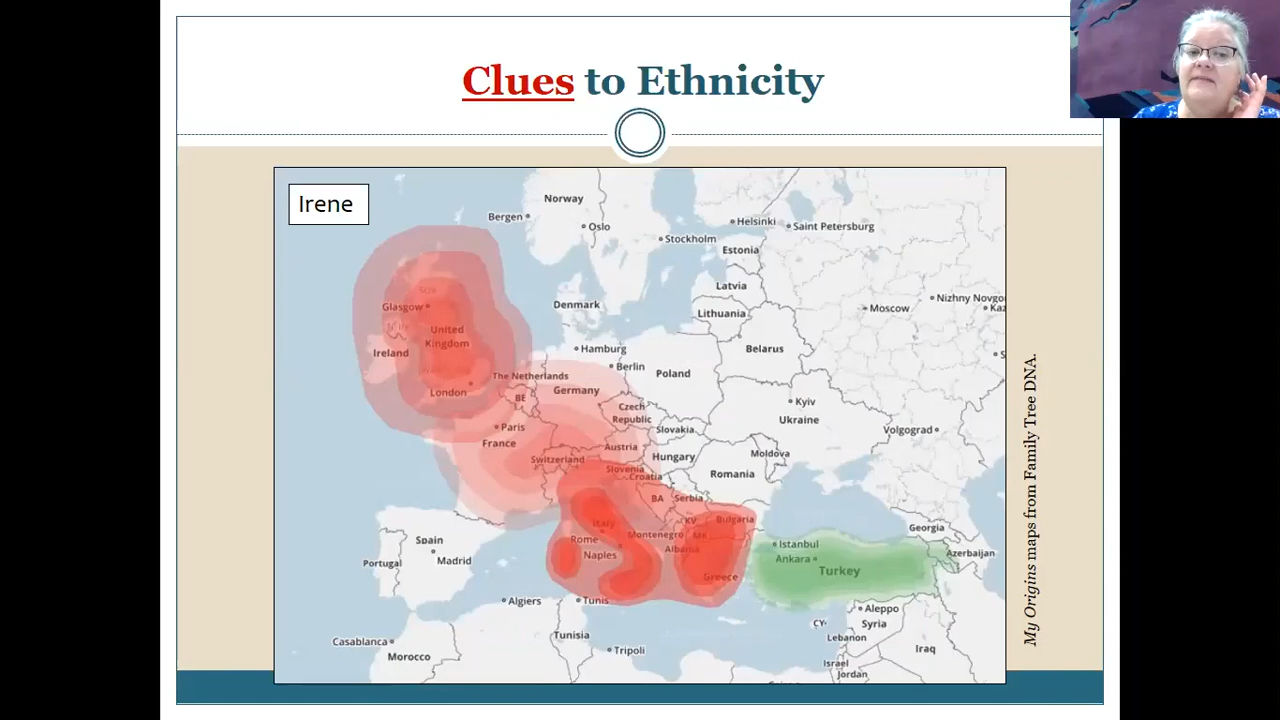 Clues to Ethnicity
Irene
Norway
Bergen
Oslo
Helsinki
Saint Petersburg
Stockholm
Estonia
Latvia
Denmark
Lithuania
Moscow
Nizhny Novgo
Kaz
Glasgow
United
Kingdom
Ireland
Hamburg
Belarus
Berlin
Poland
The Netherlands
Germany
London
BE
Kyiv
Czech
Republic
Ukraine
Paris
Slovakia
Volgograd
France
Austria
Hungary
Moldova
Switzerland
Slovenia
Croatia
Romania
BA
Serbia
Italy
KV
Bulgaria
Georgia
Rome
Montenegro
MK
Spain
Istanbul
Naples
Albania
Azerbaijan
Madrid
Ankara
Portugal
Turkey
Greece
Algiers
Tunis
Aleppo
CY
Syria
Casablanca
Tunisia
Lebanon
Tripoli
Iraq
Morocco
Israel
Jordan
My Origins maps from Family Tree DNA.